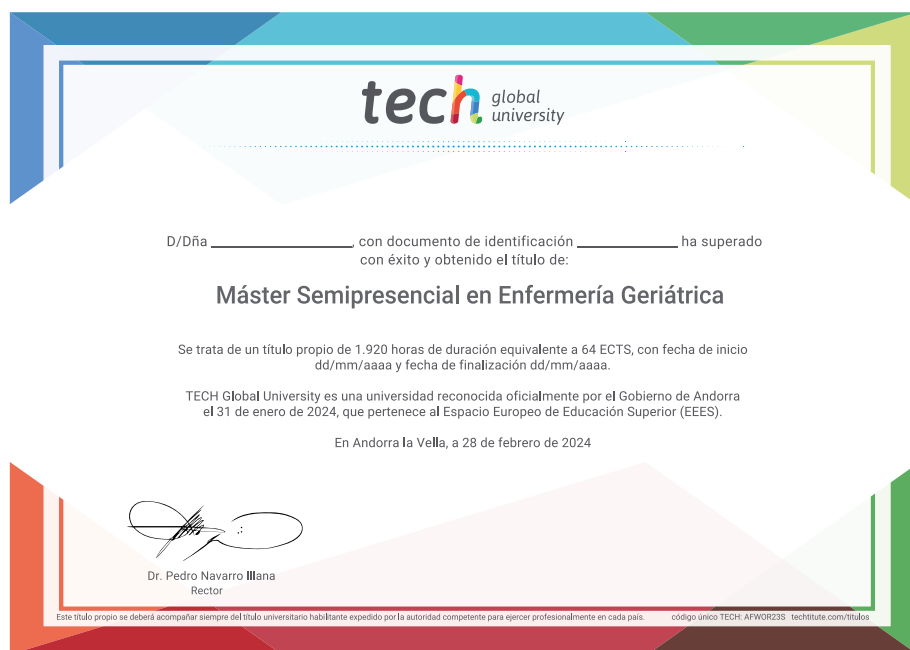 tech global university
D/Dña ____________________, con documento de identificación ______________ ha superado
con éxito y obtenido el título de:
Máster Semipresencial en Enfermería Geriátrica
Se trata de un título propio de 1.920 horas de duración equivalente a 64 ECTS, con fecha de inicio
dd/mm/aaaa y fecha de finalización dd/mm/aaaa.
TECH Global University es una universidad reconocida oficialmente por el Gobierno de Andorra
el 31 de enero de 2024, que pertenece al Espacio Europeo de Educación Superior (EEES).
En Andorra la Vella, a 28 de febrero de 2024
Dr. Pedro Navarro Illana
Rector
Este título propio se deberá acompañar siempre del título universitario habilitante expedido por la autoridad competente para ejercer profesionalmente en cada país. código único TECH: AFWOR23S techtitute.com/titulos